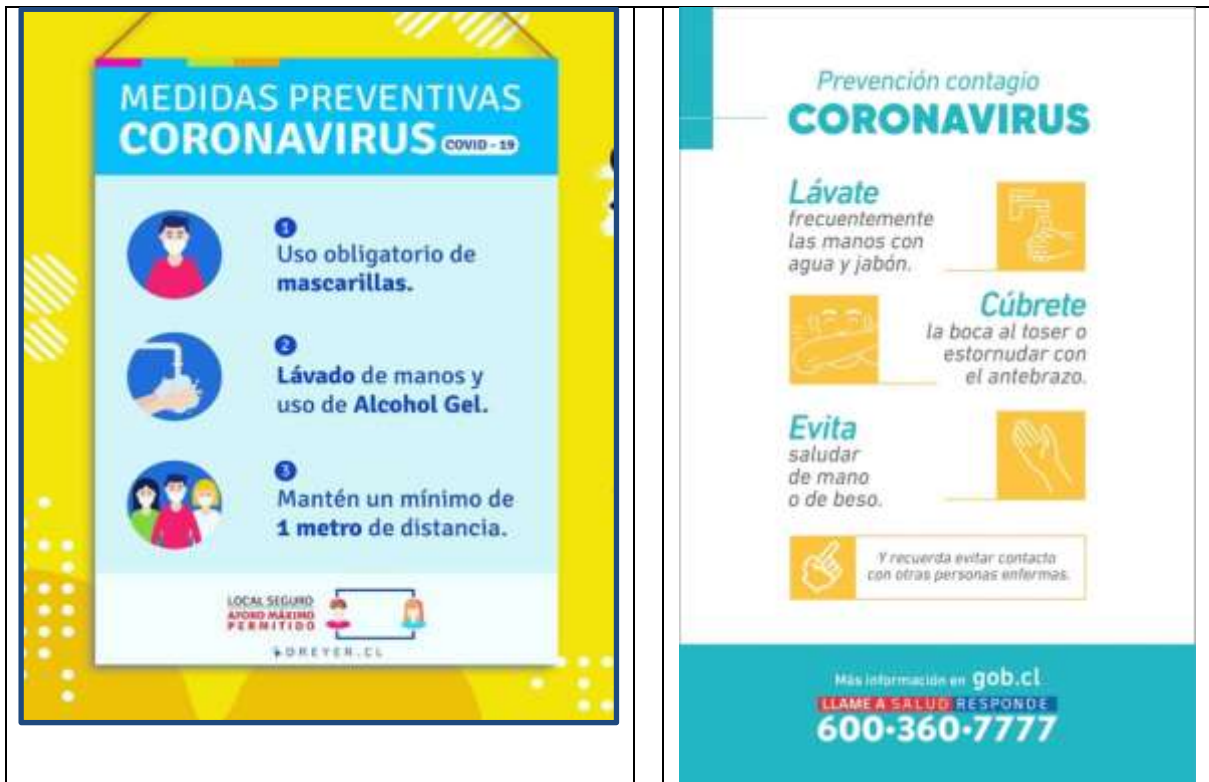 MEDIDAS PREVENTIVAS
CORONAVIRUS COVID - 19
1
Uso obligatorio de
mascarillas.
2
Lávado de manos y
uso de Alcohol Gel.
3
Mantén un mínimo de
1 metro de distancia.
LOCAL SEGURO
AFORO MÁXIMO
PERMITIDO
DREYER.CL
Prevención contagio
CORONAVIRUS
Lávate
frecuentemente
las manos con
agua y jabón.
Cúbrete
la boca al toser o
estornudar con
el antebrazo.
Evita
saludar
de mano
o de beso.
Y recuerda evitar contacto
con otras personas enfermas.
Más información en gob.cl
LLAME A SALUD RESPONDE
600·360·7777